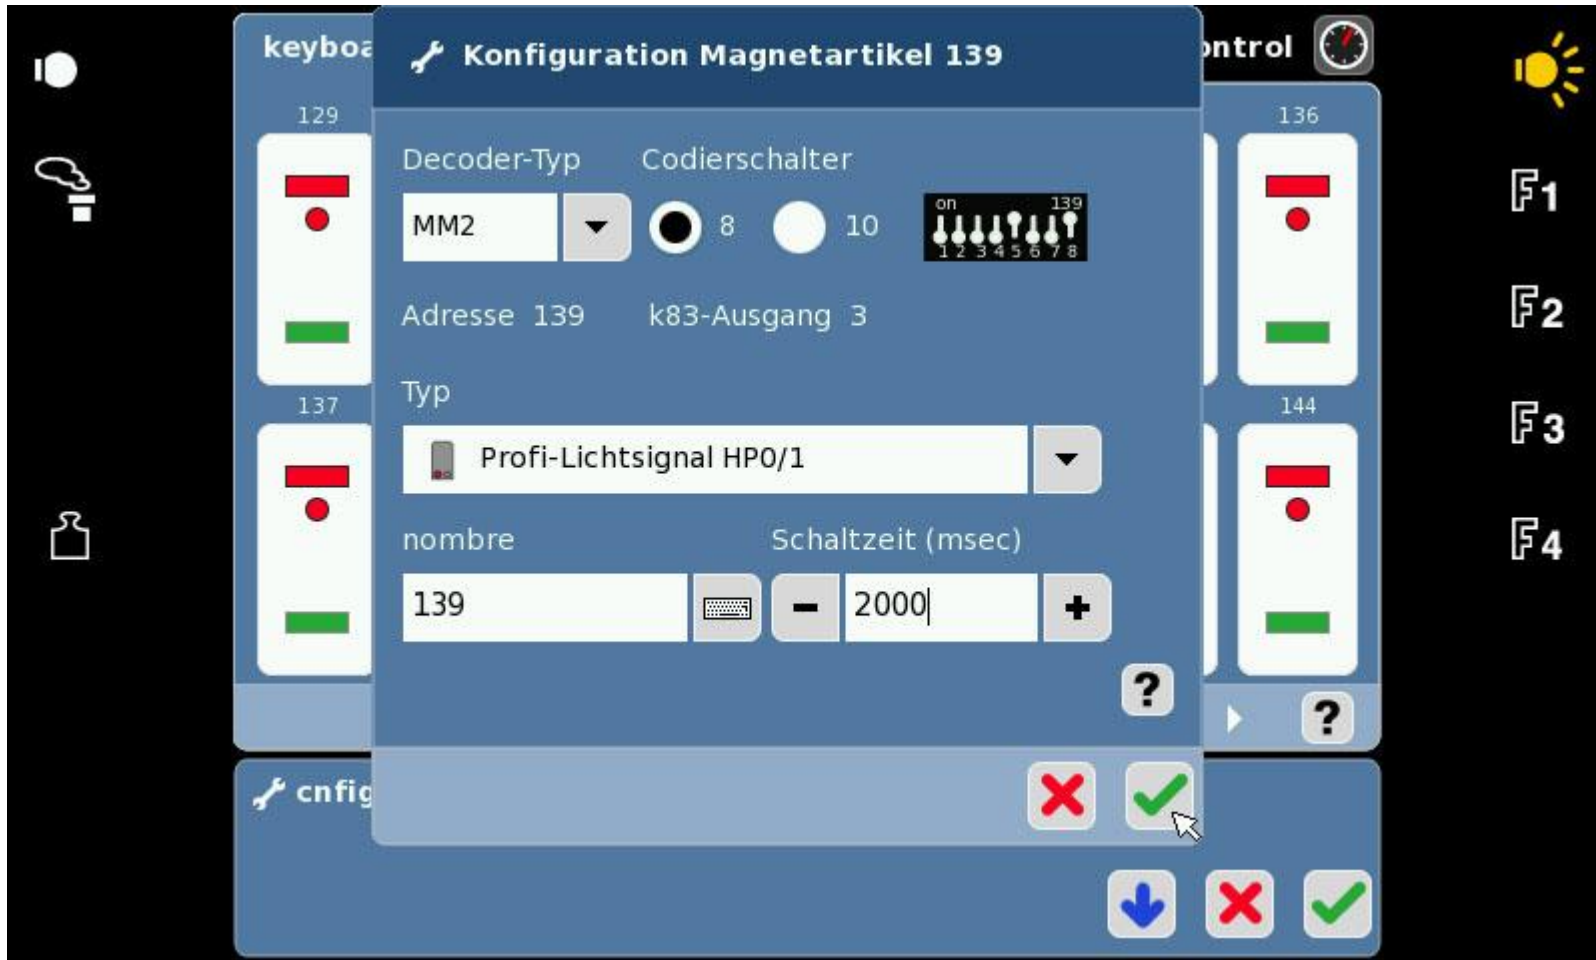 keyboa
Konfiguration Magnetartikel 139
ontrol
129
136
Decoder-Typ
Codierschalter
MM2
8
10
on 139
1 2 3 4 5 6 7 8
F1
Adresse 139
k83-Ausgang 3
F2
Typ
137
144
Profi-Lichtsignal HP0/1
F3
nombre
Schaltzeit (msec)
F4
139
-
2000
+
?
?
cnfig